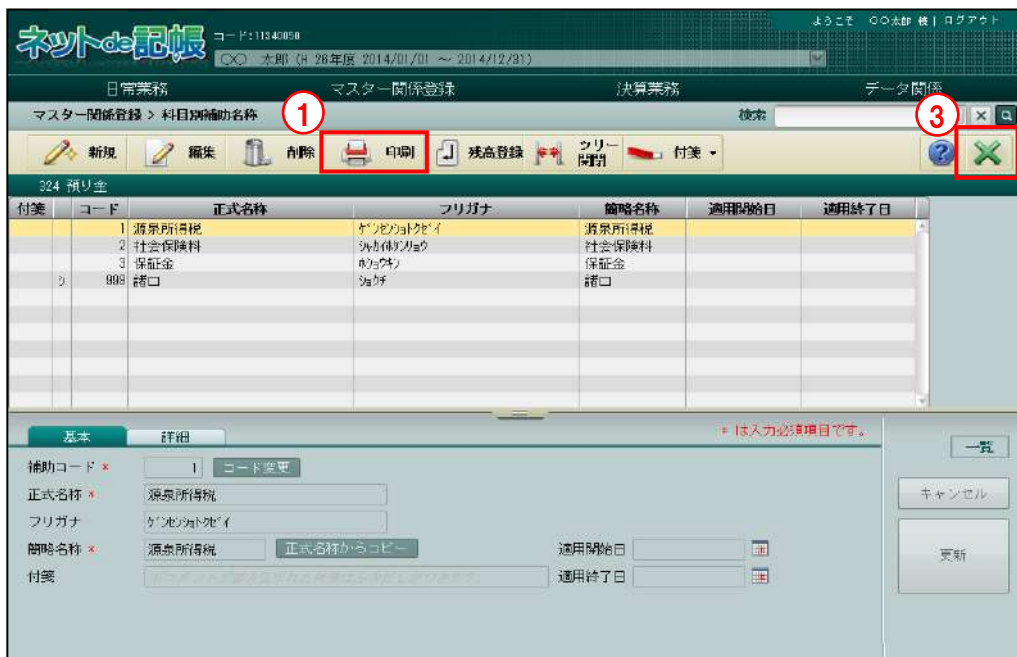 ようこそ 〇〇太郎 様 | ログアウト
ネットde記帳 コード:11340050
〇〇 太郎 (H 26年度 2014/01/01 ～ 2014/12/31)
日常業務 マスター関係登録 決算業務 データ関係
マスター関係登録 > 科目別補助名称 ① 検索 ③ ×
新規 編集 削除 印刷 残高登録 ツリー開閉 付箋 ?
324 預り金
付箋 コード 正式名称 フリガナ 簡略名称 適用開始日 適用終了日
1 源泉所得税 ｹﾞﾝｾﾝｼｮﾄｸｾﾞｲ 源泉所得税
2 社会保険料 ｼｬｶｲﾎｹﾝﾘｮｳ 社会保険料
3 保証金 ﾎｼｮｳｷﾝ 保証金
ｼ 998 諸口 ｼｮｸﾁ 諸口
基本 詳細 * は入力必須項目です。
一覧
補助コード * 1 コード変更
正式名称 * 源泉所得税 キャンセル
フリガナ ｹﾞﾝｾﾝｼｮﾄｸｾﾞｲ
簡略名称 * 源泉所得税 正式名称からコピー 適用開始日 更新
付箋 適用終了日